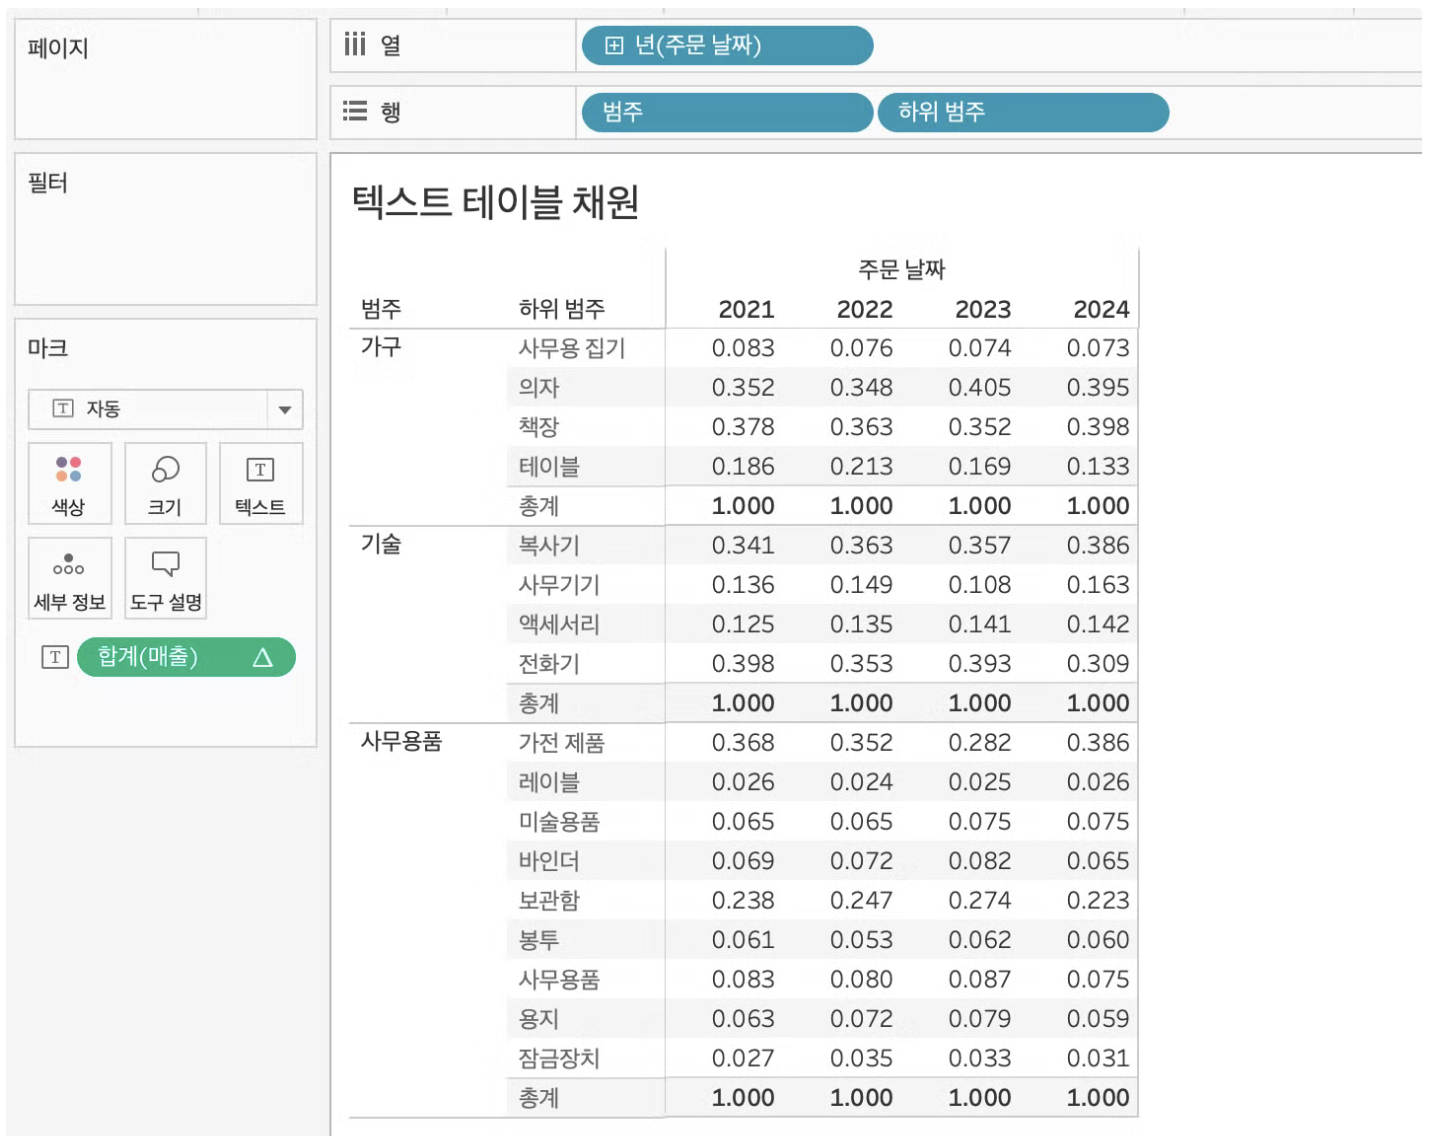 페이지
열
년(주문 날짜)
행
범주 하위 범주
필터
마크
자동
색상 크기 텍스트
세부 정보 도구 설명
합계(매출) △
텍스트 테이블 채원
주문 날짜
범주 하위 범주 2021 2022 2023 2024
가구 사무용 집기 0.083 0.076 0.074 0.073
의자 0.352 0.348 0.405 0.395
책장 0.378 0.363 0.352 0.398
테이블 0.186 0.213 0.169 0.133
총계 1.000 1.000 1.000 1.000
기술 복사기 0.341 0.363 0.357 0.386
사무기기 0.136 0.149 0.108 0.163
액세서리 0.125 0.135 0.141 0.142
전화기 0.398 0.353 0.393 0.309
총계 1.000 1.000 1.000 1.000
사무용품 가전 제품 0.368 0.352 0.282 0.386
레이블 0.026 0.024 0.025 0.026
미술용품 0.065 0.065 0.075 0.075
바인더 0.069 0.072 0.082 0.065
보관함 0.238 0.247 0.274 0.223
봉투 0.061 0.053 0.062 0.060
사무용품 0.083 0.080 0.087 0.075
용지 0.063 0.072 0.079 0.059
잠금장치 0.027 0.035 0.033 0.031
총계 1.000 1.000 1.000 1.000